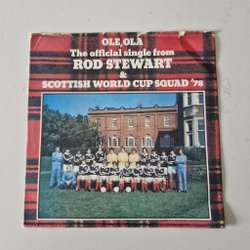 OLE, OLA
The official single from
ROD STEWART
&
SCOTTISH WORLD CUP SQUAD '78